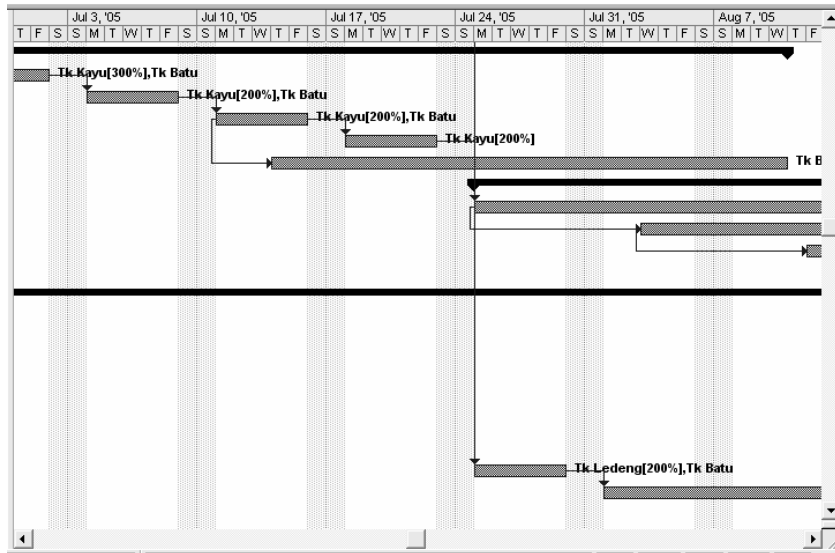 Jul 3, '05 Jul 10, '05 Jul 17, '05 Jul 24, '05 Jul 31, '05 Aug 7, '05
T F S S M T W T F S S M T W T F S S M T W T F S S M T W T F S S M T W T F S S M T W T F
Tk Kayu[300%],Tk Batu
Tk Kayu[200%],Tk Batu
Tk Kayu[200%],Tk Batu
Tk Kayu[200%]
Tk B
Tk Ledeng[200%],Tk Batu